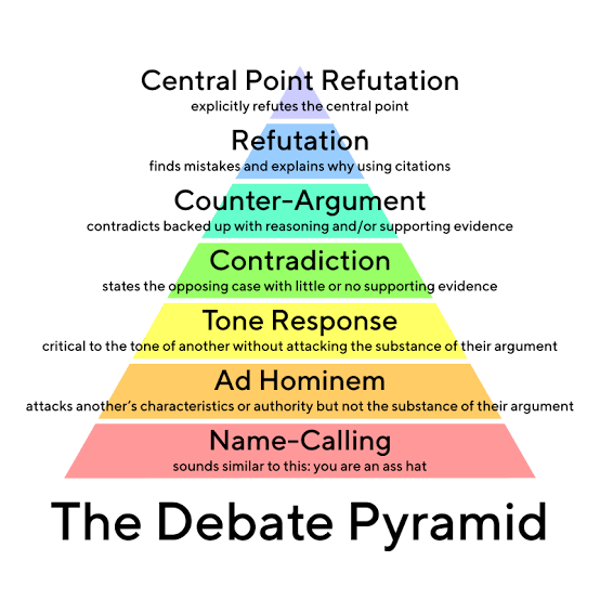 Central Point Refutation
explicitly refutes the central point
Refutation
finds mistakes and explains why using citations
Counter-Argument
contradicts backed up with reasoning and/or supporting evidence
Contradiction
states the opposing case with little or no supporting evidence
Tone Response
critical to the tone of another without attacking the substance of their argument
Ad Hominem
attacks another's characteristics or authority but not the substance of their argument
Name-Calling
sounds similar to this: you are an ass hat
The Debate Pyramid